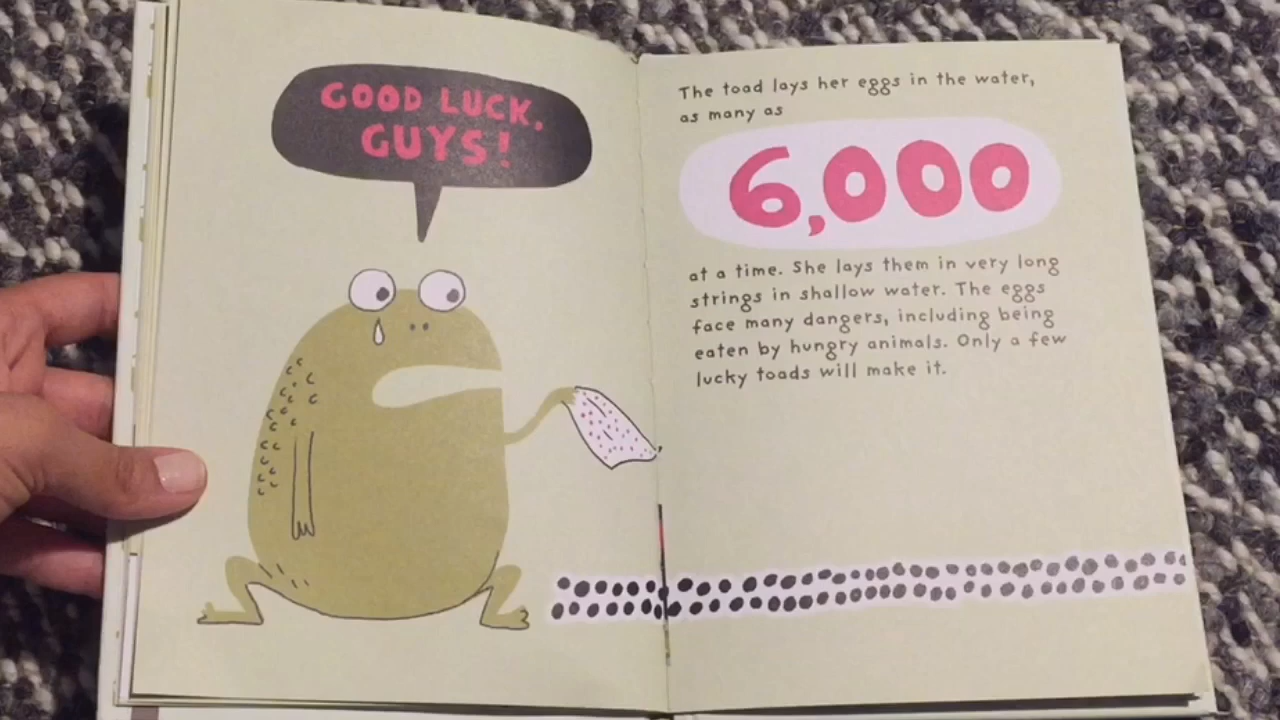 GOOD LUCK,
GUYS!
The toad lays her eggs in the water,
as many as
6,000
at a time. She lays them in very long
strings in shallow water. The eggs
face many dangers, including being
eaten by hungry animals. Only a few
lucky toads will make it.